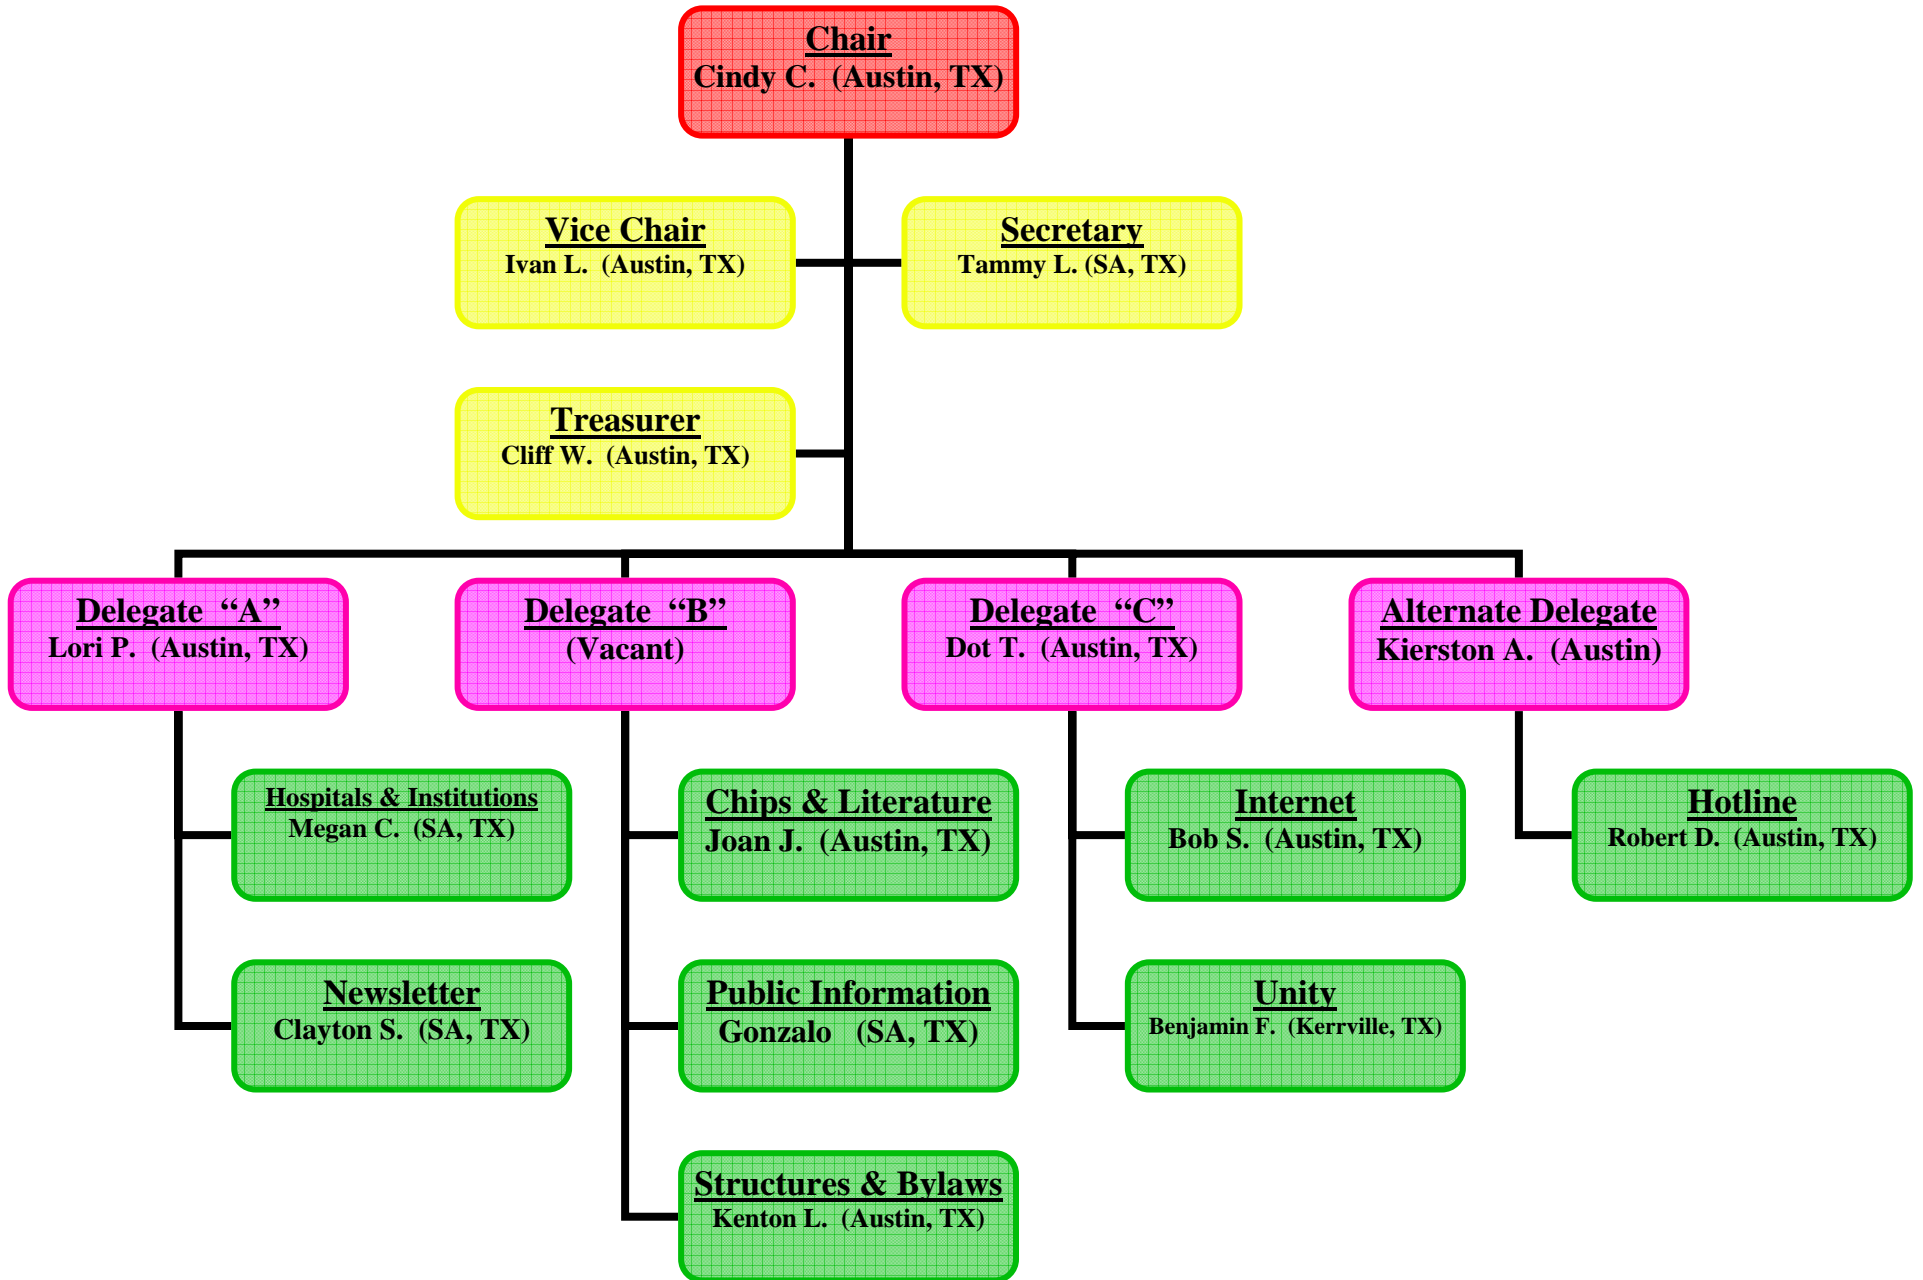 Chair
Cindy C.  (Austin, TX)
Vice Chair
Ivan L.  (Austin, TX)
Secretary
Tammy L. (SA, TX)
Treasurer
Cliff W.  (Austin, TX)
Delegate  “A”
Lori P.  (Austin, TX)
Delegate  “B”
(Vacant)
Delegate  “C”
Dot T.  (Austin, TX)
Alternate Delegate
Kierston A.  (Austin)
Hospitals & Institutions
Megan C.  (SA, TX)
Chips & Literature
Joan J.  (Austin, TX)
Internet
Bob S.  (Austin, TX)
Hotline
Robert D.  (Austin, TX)
Newsletter
Clayton S.  (SA, TX)
Public Information
Gonzalo   (SA, TX)
Unity
Benjamin F.  (Kerrville, TX)
Structures & Bylaws
Kenton L.  (Austin, TX)